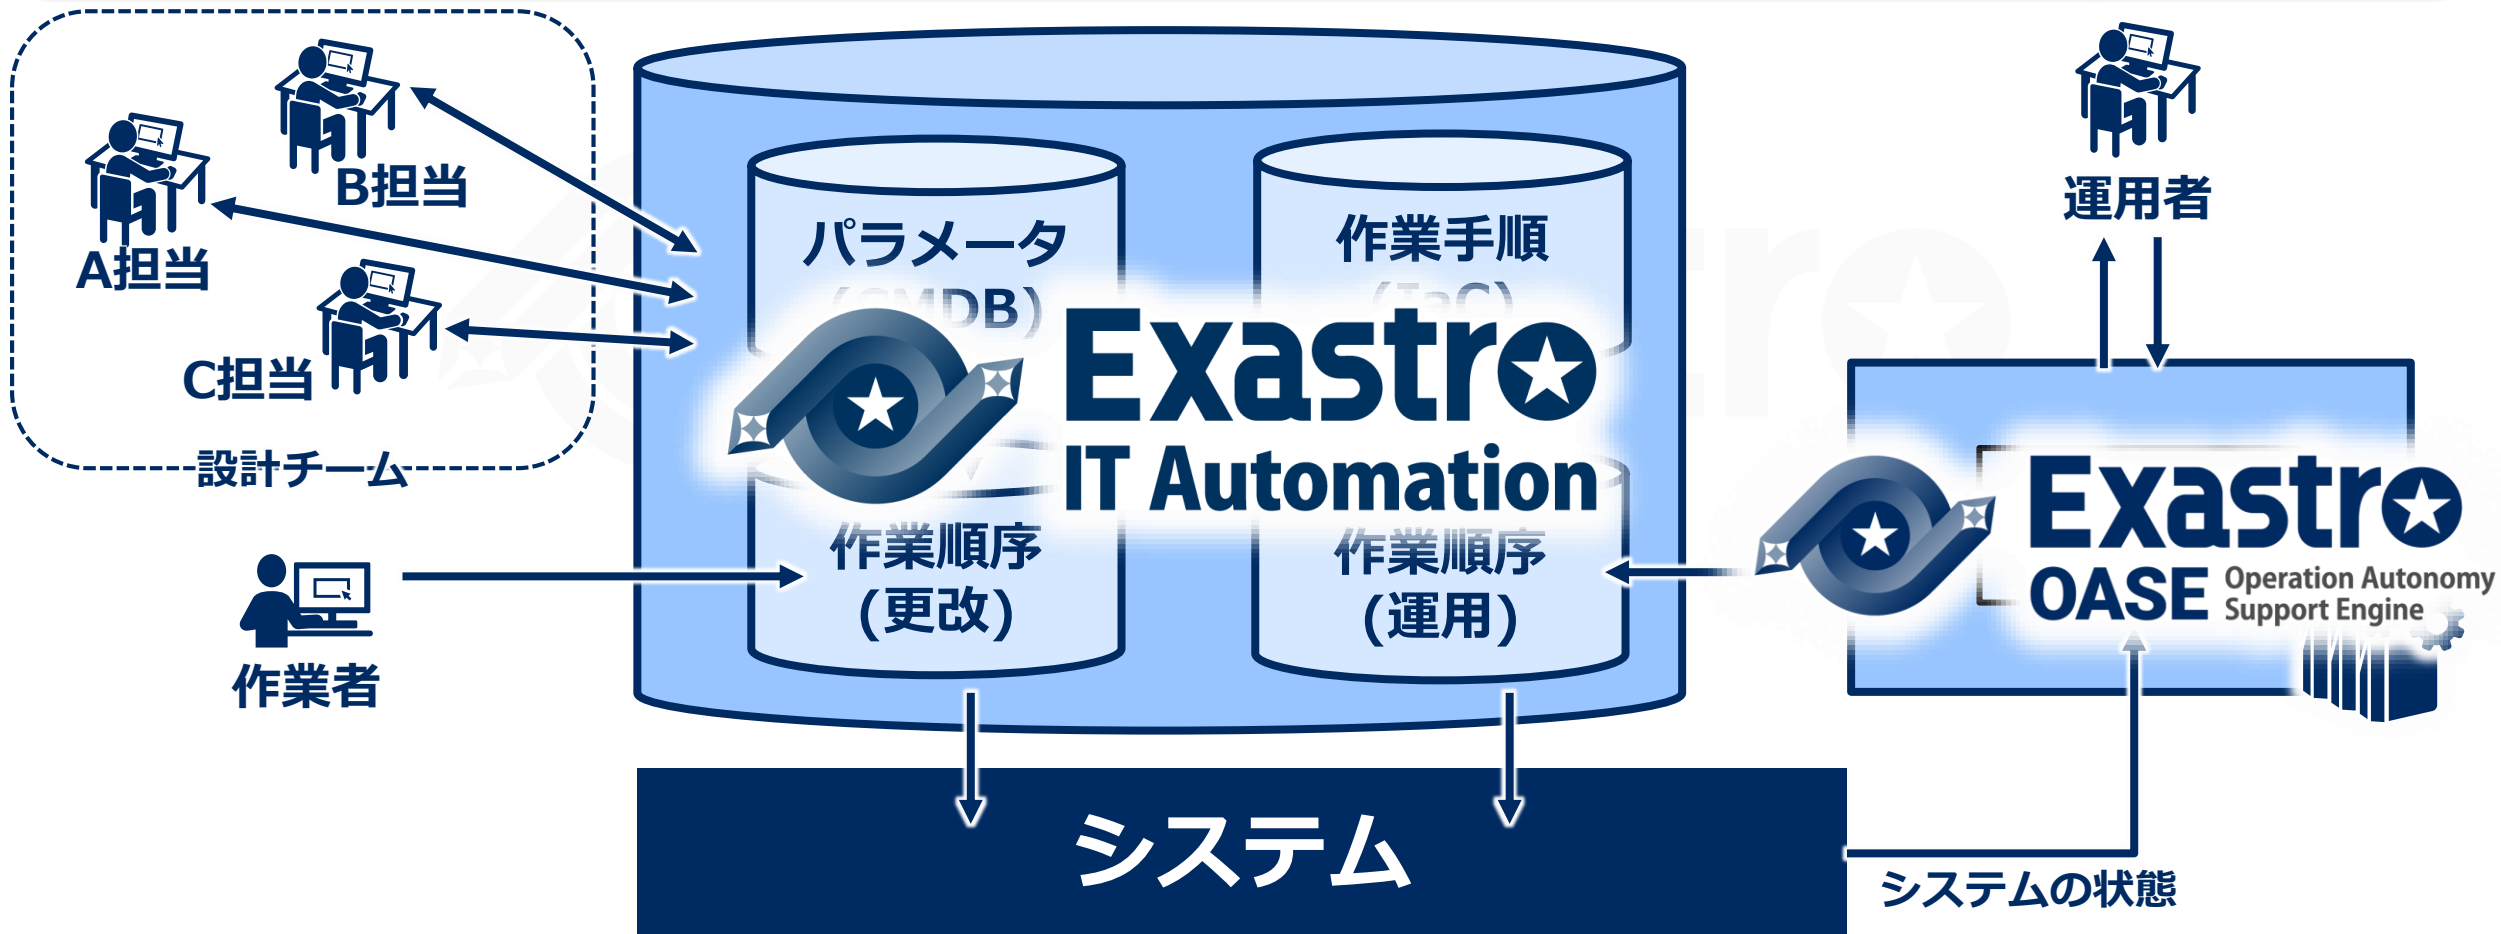 B担当
A担当
C担当
設計チーム
作業者
パラメータ
(CMDB)
作業手順
(IaC)
Exastro
IT Automation
作業順序
(更改)
作業順序
(運用)
システム
運用者
Exastro
OASE Operation Autonomy
Support Engine
システムの状態